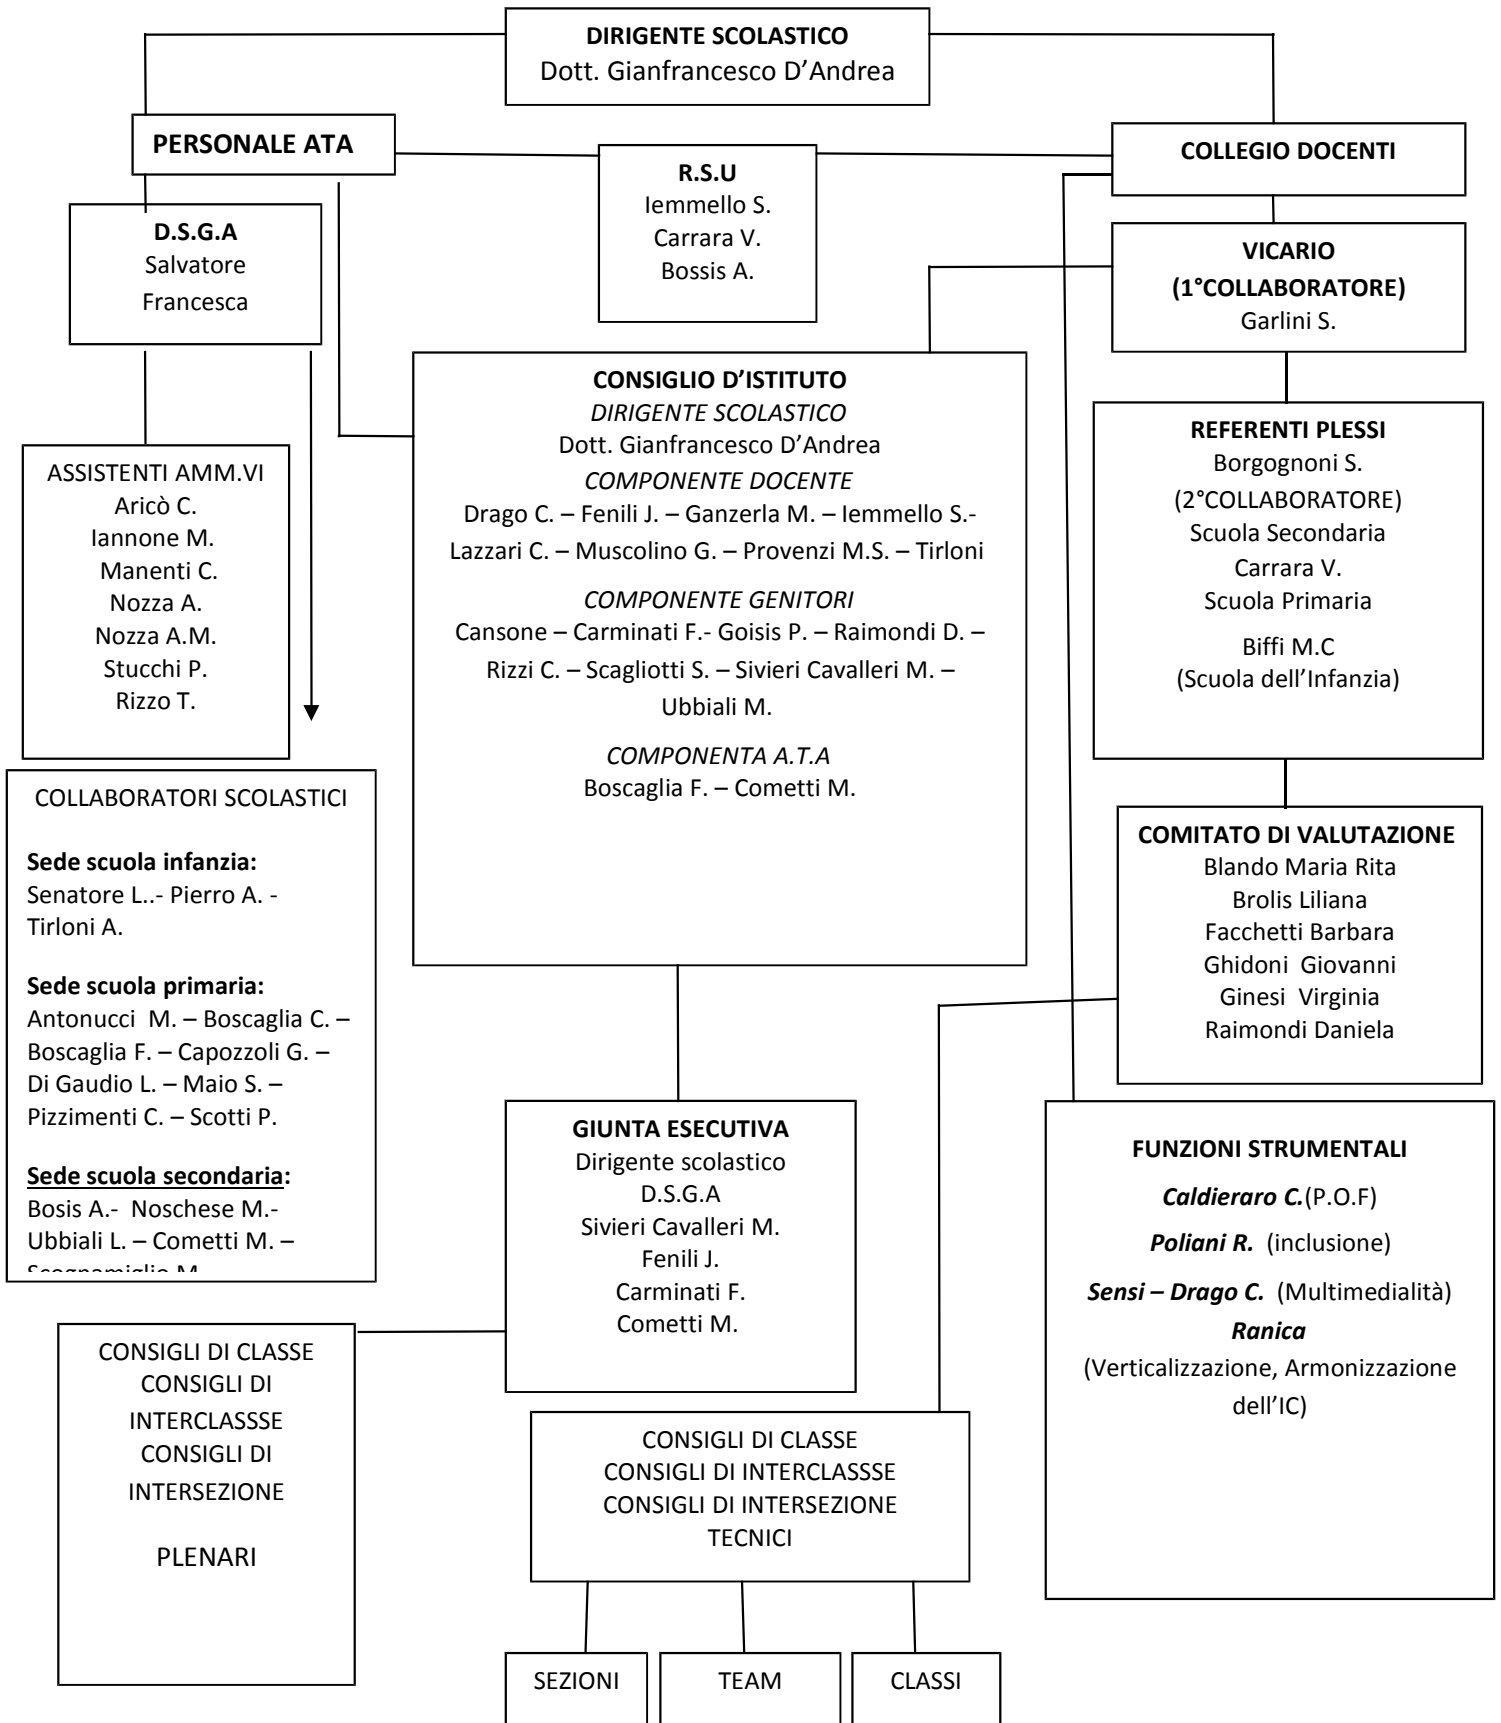 DIRIGENTE SCOLASTICO
Dott. Gianfrancesco D'Andrea
PERSONALE ATA
R.S.U
Iemmello S.
Carrara V.
Bossis A.
COLLEGIO DOCENTI
D.S.G.A
Salvatore
Francesca
VICARIO
(1°COLLABORATORE)
Garlini S.
CONSIGLIO D'ISTITUTO
DIRIGENTE SCOLASTICO
Dott. Gianfrancesco D'Andrea
COMPONENTE DOCENTE
Drago C. – Fenili J. – Ganzerla M. – Iemmello S.-
Lazzari C. – Muscolino G. – Provenzi M.S. – Tirloni
COMPONENTE GENITORI
Cansone – Carminati F.- Goisis P. – Raimondi D. –
Rizzi C. – Scagliotti S. – Sivieri Cavalleri M. –
Ubbiali M.
COMPONENTA A.T.A
Boscaglia F. – Cometti M.
REFERENTI PLESSI
Borgognoni S.
(2°COLLABORATORE)
Scuola Secondaria
Carrara V.
Scuola Primaria
Biffi M.C
(Scuola dell'Infanzia)
ASSISTENTI AMM.VI
Aricò C.
Iannone M.
Manenti C.
Nozza A.
Nozza A.M.
Stucchi P.
Rizzo T.
COLLABORATORI SCOLASTICI
Sede scuola infanzia:
Senatore L..- Pierro A. -
Tirloni A.
Sede scuola primaria:
Antonucci  M. – Boscaglia C. –
Boscaglia F. – Capozzoli G. –
Di Gaudio L. – Maio S. –
Pizzimenti C. – Scotti P.
Sede scuola secondaria:
Bosis A.-  Noschese M.-
Ubbiali L. – Cometti M. –
COMITATO DI VALUTAZIONE
Blando Maria Rita
Brolis Liliana
Facchetti Barbara
Ghidoni  Giovanni
Ginesi  Virginia
Raimondi Daniela
GIUNTA ESECUTIVA
Dirigente scolastico
D.S.G.A
Sivieri Cavalleri M.
Fenili J.
Carminati F.
Cometti M.
FUNZIONI STRUMENTALI
Caldieraro C.(P.O.F)
Poliani R.  (inclusione)
Sensi – Drago C.  (Multimedialità)
Ranica
(Verticalizzazione, Armonizzazione
dell'IC)
CONSIGLI DI CLASSE
CONSIGLI DI
INTERCLASSSE
CONSIGLI DI
INTERSEZIONE
PLENARI
CONSIGLI DI CLASSE
CONSIGLI DI INTERCLASSSE
CONSIGLI DI INTERSEZIONE
TECNICI
SEZIONI
TEAM
CLASSI